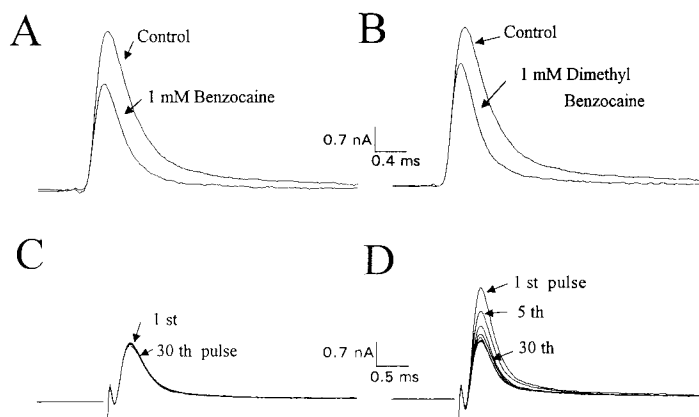 A
Control
1 mM Benzocaine
B
Control
1 mM Dimethyl
Benzocaine
0.7 nA
0.4 ms
C
1 st
30 th pulse
D
1 st pulse
5 th
30 th
0.7 nA
0.5 ms